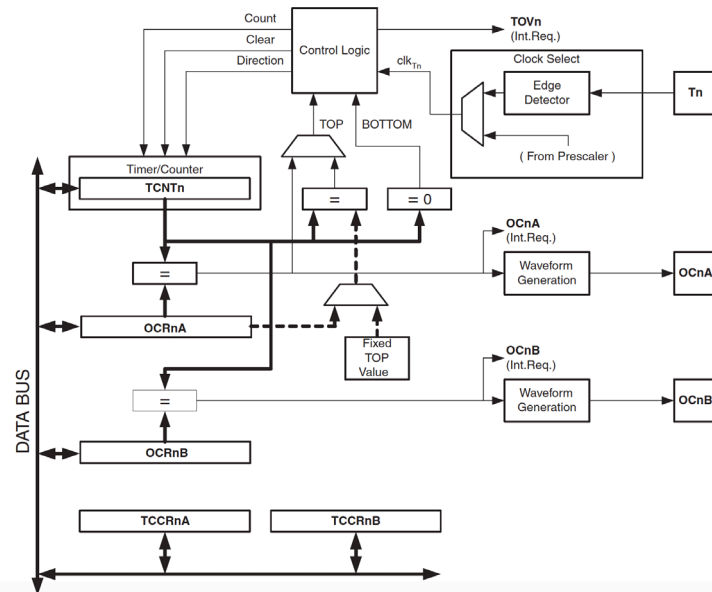 Count
Clear
Direction
Control Logic
TOVn
(Int.Req.)
clkTn
Clock Select
Edge
Detector
Tn
( From Prescaler )
TOP
BOTTOM
Timer/Counter
TCNTn
=
= 0
=
OCnA
(Int.Req.)
Waveform
Generation
OCnA
OCRnA
Fixed
TOP
Value
OCnB
(Int.Req.)
=
Waveform
Generation
OCnB
OCRnB
DATA BUS
TCCRnA
TCCRnB